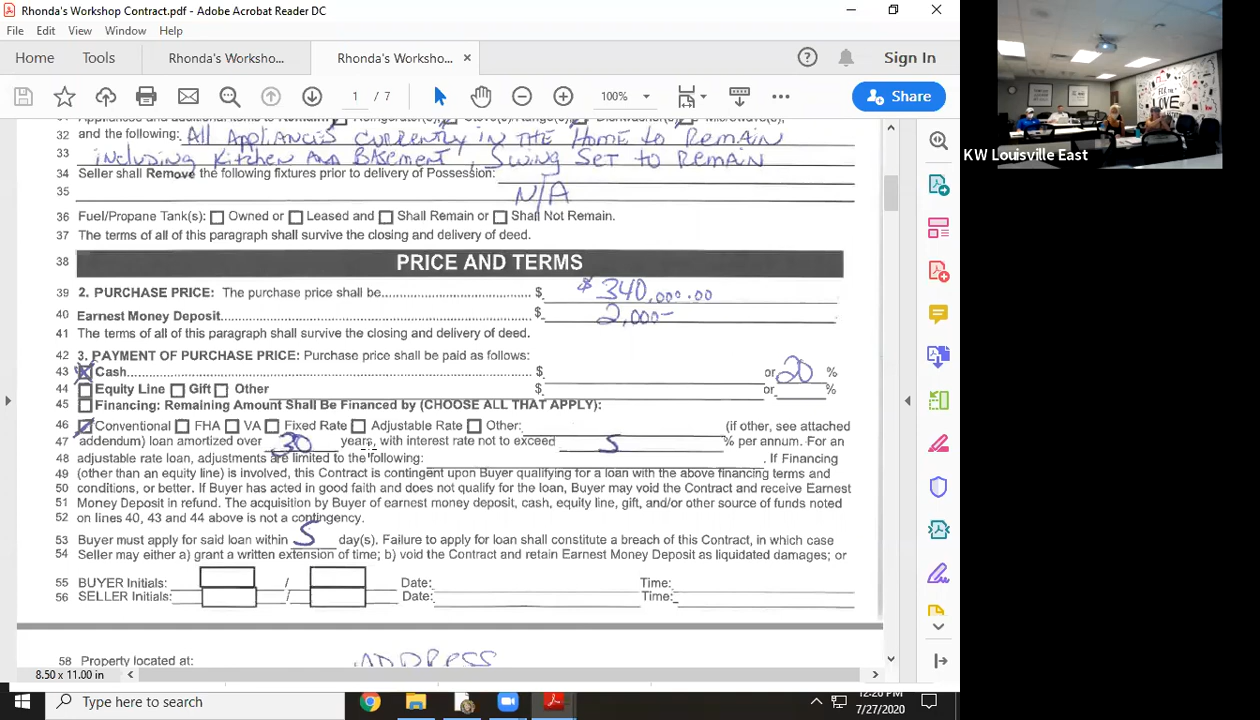 Rhonda's Workshop Contract.pdf - Adobe Acrobat Reader DC
File Edit View Window Help
Home Tools Rhonda's Worksho... Rhonda's Worksho... × Sign In
1 / 7 100% Share
32 and the following: All Appliances currently in the Home to Remain
33 including Kitchen and Basement, Swing Set to Remain
34 Seller shall Remove the following fixtures prior to delivery of Possession:
35 N/A
36 Fuel/Propane Tank(s): Owned or Leased and Shall Remain or Shall Not Remain.
37 The terms of all of this paragraph shall survive the closing and delivery of deed.
38 PRICE AND TERMS
39 2. PURCHASE PRICE: The purchase price shall be................................ $ $ 340,000.00
40 Earnest Money Deposit................................ $ 2,000-
41 The terms of all of this paragraph shall survive the closing and delivery of deed.
42 3. PAYMENT OF PURCHASE PRICE: Purchase price shall be paid as follows:
43 Cash................................ $ or 20 %
44 Equity Line Gift Other $ or %
45 Financing: Remaining Amount Shall Be Financed by (CHOOSE ALL THAT APPLY):
46 Conventional FHA VA Fixed Rate Adjustable Rate Other: (if other, see attached
47 addendum) loan amortized over 30 years, with interest rate not to exceed 5 % per annum. For an
48 adjustable rate loan, adjustments are limited to the following: . If Financing
49 (other than an equity line) is involved, this Contract is contingent upon Buyer qualifying for a loan with the above financing terms and
50 conditions, or better. If Buyer has acted in good faith and does not qualify for the loan, Buyer may void the Contract and receive Earnest
51 Money Deposit in refund. The acquisition by Buyer of earnest money deposit, cash, equity line, gift, and/or other source of funds noted
52 on lines 40, 43 and 44 above is not a contingency.
53 Buyer must apply for said loan within 5 day(s). Failure to apply for loan shall constitute a breach of this Contract, in which case
54 Seller may either a) grant a written extension of time; b) void the Contract and retain Earnest Money Deposit as liquidated damages; or
55 BUYER Initials: / Date: Time:
56 SELLER Initials: / Date: Time:
58 Property located at: ADDRESS
8.50 x 11.00 in
Type here to search
7/27/2020
LOVE
KW Louisville East